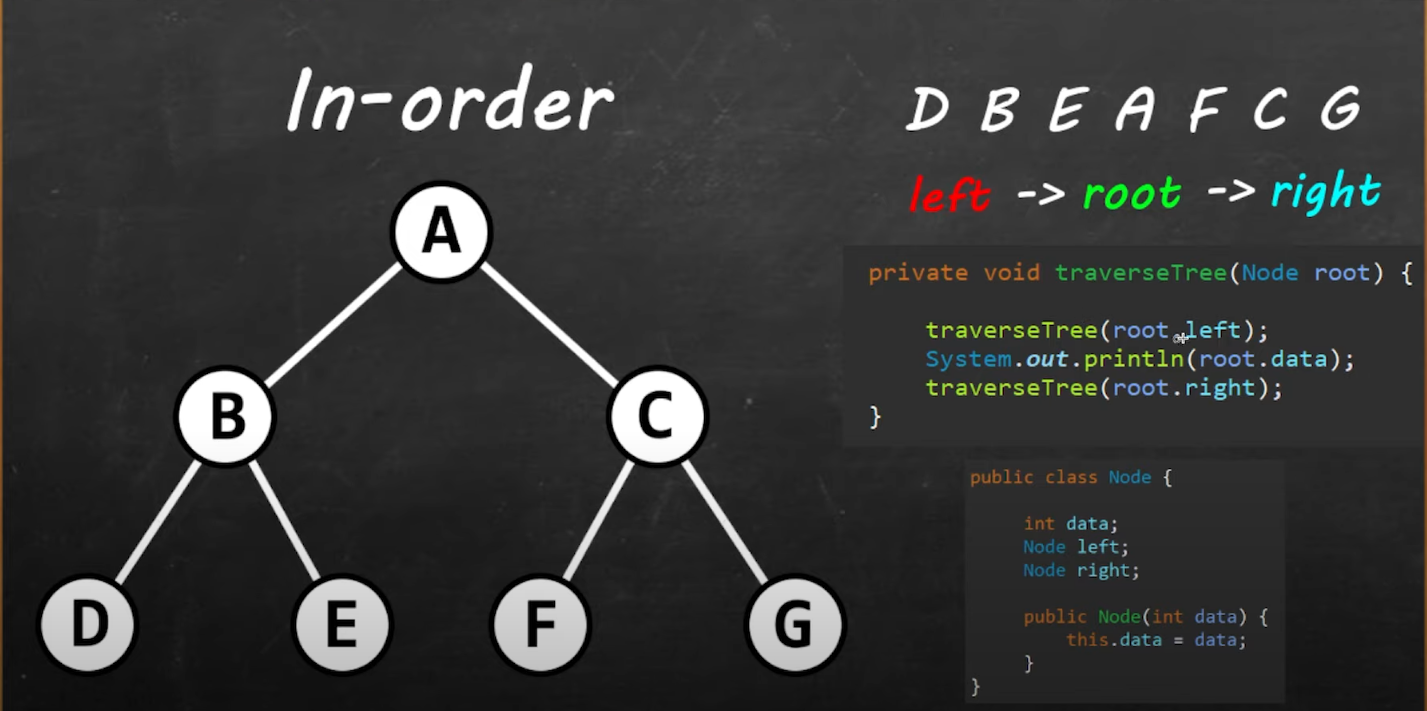 In-order
A
B
C
D
E
F
G
D B E A F C G
left -> root -> right
private void traverseTree(Node root) {
traverseTree(root.left);
System.out.println(root.data);
traverseTree(root.right);
}
public class Node {
int data;
Node left;
Node right;
public Node(int data) {
this.data = data;
}
}